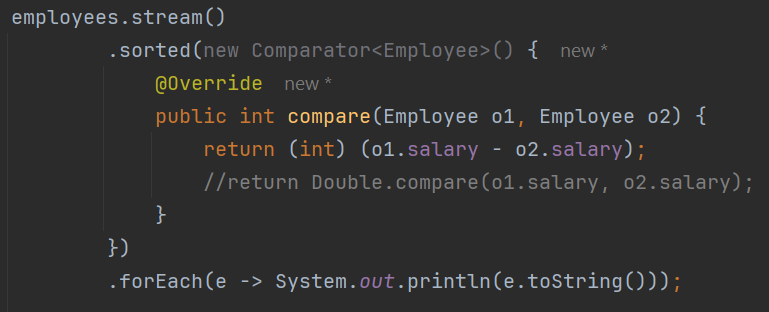 employees.stream()
.sorted(new Comparator<Employee>() { new *
@Override new *
public int compare(Employee o1, Employee o2) {
return (int) (o1.salary - o2.salary);
//return Double.compare(o1.salary, o2.salary);
}
})
.forEach(e -> System.out.println(e.toString()));